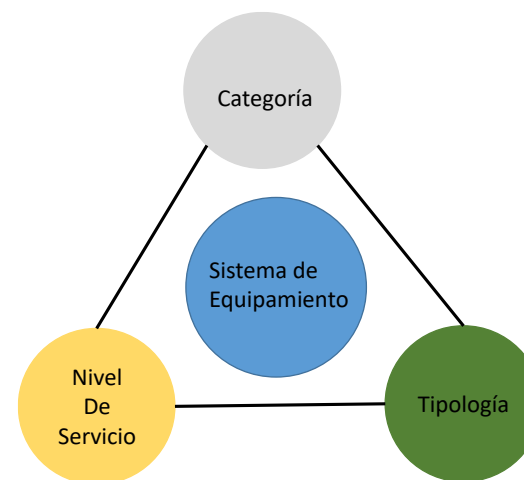 Categoría
Sistema de
Equipamiento
Nivel
De
Servicio
Tipología